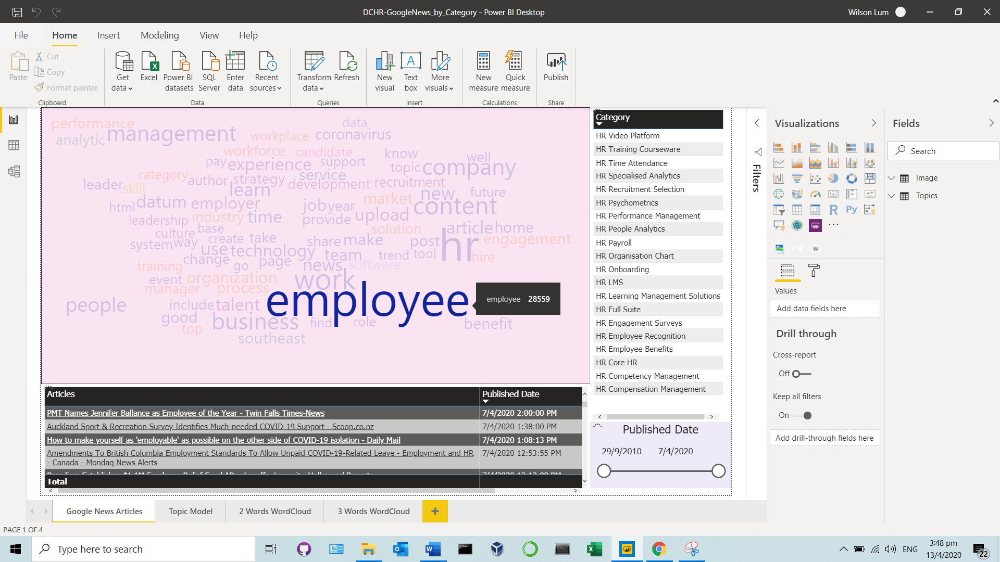 DCHR-GoogleNews_by_Category - Power BI Desktop
Wilson Lum
File Home Insert Modeling View Help
Paste
Cut
Copy
Format painter
Clipboard
Get data
Excel
Power BI datasets
SQL Server
Enter data
Recent sources
Data
Transform data
Refresh
Queries
New visual
Text box
More visuals
Insert
New measure
Quick measure
Calculations
Publish
Share
performance
data
analytic management workplace coronavirus
workforce candidate know well
pay experience support topic company
category author strategy service development recruitment
leader skill learn new future
html datum employer job year market content
leadership industry time provide upload
culture base solution article home
system way create take share make post hr engagement
change use technology team trend tool hire
training go page news software
event organization work
manager process employee
employee 28559
people include talent
good business find role benefit
top southeast
Category
HR Video Platform
HR Training Courseware
HR Time Attendance
HR Specialised Analytics
HR Recruitment Selection
HR Psychometrics
HR Performance Management
HR People Analytics
HR Payroll
HR Organisation Chart
HR Onboarding
HR LMS
HR Learning Management Solutions
HR Full Suite
HR Engagement Surveys
HR Employee Recognition
HR Employee Benefits
HR Core HR
HR Competency Management
HR Compensation Management
Articles Published Date
PMT Names Jennifer Ballance as Employee of the Year - Twin Falls Times-News 7/4/2020 2:00:00 PM
Auckland Sport & Recreation Survey Identifies Much-needed COVID-19 Support - Scoop.co.nz 7/4/2020 1:38:00 PM
How to make yourself as 'employable' as possible on the other side of COVID-19 isolation - Daily Mail 7/4/2020 1:08:13 PM
Amendments To British Columbia Employment Standards To Allow Unpaid COVID-19-Related Leave - Employment and HR 7/4/2020 12:53:55 PM
- Canada - Mondaq News Alerts
Total
Published Date
29/9/2010 7/4/2020
Filters
Visualizations
123
R Py
Values
Add data fields here
Drill through
Cross-report
Off
Keep all filters
On
Add drill-through fields here
Fields
Search
Image
Topics
Google News Articles
Topic Model
2 Words WordCloud
3 Words WordCloud
+
PAGE 1 OF 4
Type here to search
ENG
3:48 pm
13/4/2020
22